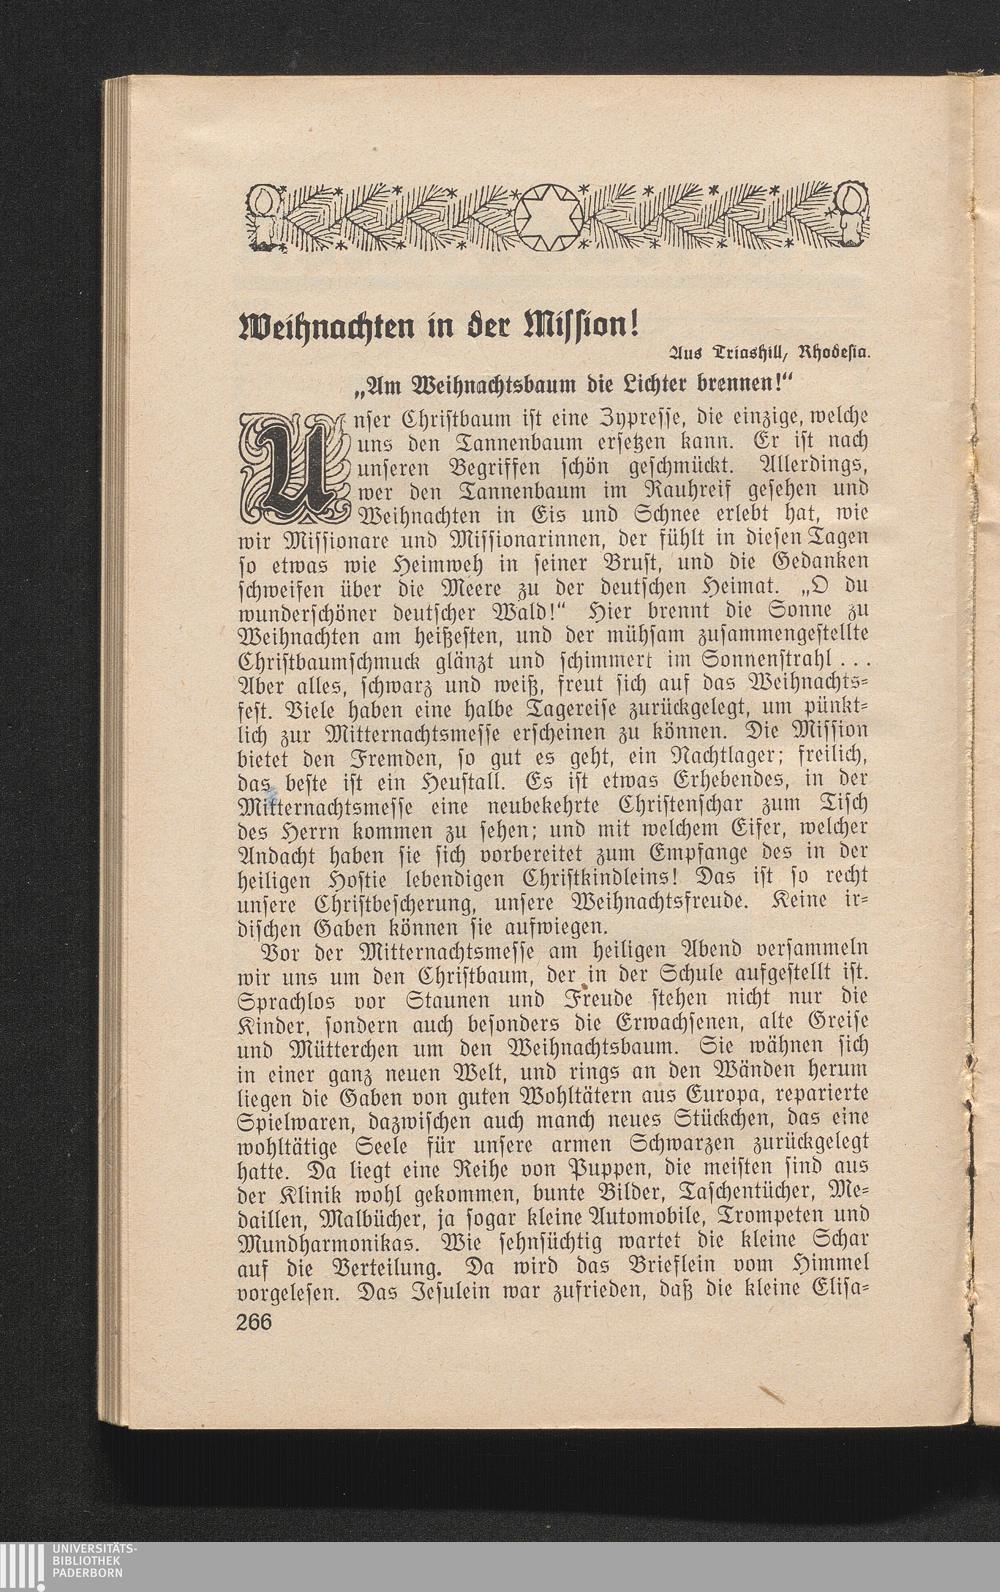 Weihnachten in der Mission!
Aus Triashill, Rhodesia.
„Am Weihnachtsbaum die Lichter brennen!“
Unser Christbaum ist eine Zypresse, die einzige, welche
uns den Tannenbaum ersetzen kann. Er ist nach
unseren Begriffen schön geschmückt. Allerdings,
wer den Tannenbaum im Rauhreif gesehen und
Weihnachten in Eis und Schnee erlebt hat, wie
wir Missionare und Missionarinnen, der fühlt in diesen Tagen
so etwas wie Heimweh in seiner Brust, und die Gedanken
schweifen über die Meere zu der deutschen Heimat. „O du
wunderschöner deutscher Wald!“ Hier brennt die Sonne zu
Weihnachten am heißesten, und der mühsam zusammengestellte
Christbaumschmuck glänzt und schimmert im Sonnenstrahl . . .
Aber alles, schwarz und weiß, freut sich auf das Weihnachts-
fest. Viele haben eine halbe Tagereise zurückgelegt, um pünkt-
lich zur Mitternachtsmesse erscheinen zu können. Die Mission
bietet den Fremden, so gut es geht, ein Nachtlager; freilich,
das beste ist ein Heustall. Es ist etwas Erhebendes, in der
Mitternachtsmesse eine neubekehrte Christenschar zum Tisch
des Herrn kommen zu sehen; und mit welchem Eifer, welcher
Andacht haben sie sich vorbereitet zum Empfange des in der
heiligen Hostie lebendigen Christkindleins! Das ist so recht
unsere Christbescherung, unsere Weihnachtsfreude. Keine ir-
dischen Gaben können sie aufwiegen.
Vor der Mitternachtsmesse am heiligen Abend versammeln
wir uns um den Christbaum, der in der Schule aufgestellt ist.
Sprachlos vor Staunen und Freude stehen nicht nur die
Kinder, sondern auch besonders die Erwachsenen, alte Greise
und Mütterchen um den Weihnachtsbaum. Sie wähnen sich
in einer ganz neuen Welt, und rings an den Wänden herum
liegen die Gaben von guten Wohltätern aus Europa, reparierte
Spielwaren, dazwischen auch manch neues Stückchen, das eine
wohltätige Seele für unsere armen Schwarzen zurückgelegt
hatte. Da liegt eine Reihe von Puppen, die meisten sind aus
der Klinik wohl gekommen, bunte Bilder, Taschentücher, Me-
daillen, Malbücher, ja sogar kleine Automobile, Trompeten und
Mundharmonikas. Wie sehnsüchtig wartet die kleine Schar
auf die Verteilung. Da wird das Brieflein vom Himmel
vorgelesen. Das Jesulein war zufrieden, daß die kleine Elisa-
266
UNIVERSITÄTS-
BIBLIOTHEK
PADERBORN